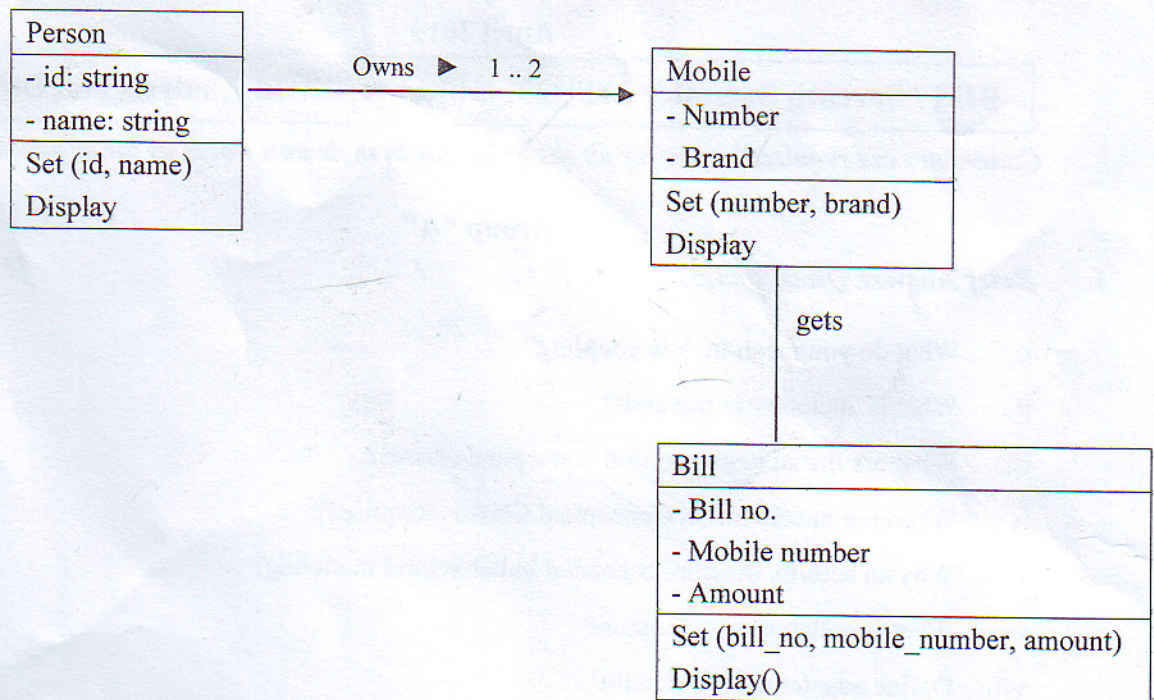 Person
- id: string
- name: string
Set (id, name)
Display
Owns ► 1 .. 2
Mobile
- Number
- Brand
Set (number, brand)
Display
gets
Bill
- Bill no.
- Mobile number
- Amount
Set (bill_no, mobile_number, amount)
Display()